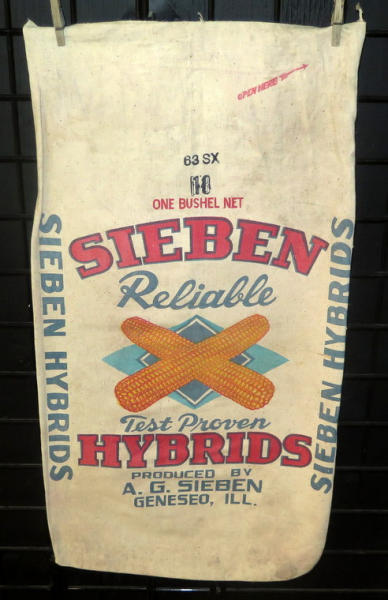 OPEN HERE
63 SX
ONE BUSHEL NET
SIEBEN
Reliable
Test Proven
HYBRIDS
PRODUCED BY
A. G. SIEBEN
GENESEO, ILL.
SIEBEN HYBRIDS
SIEBEN HYBRIDS